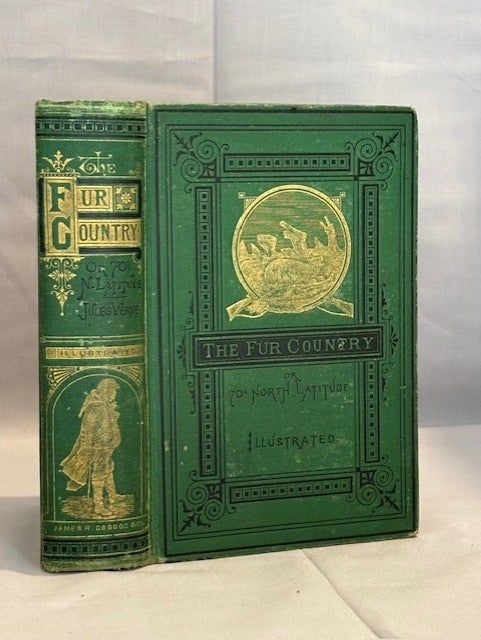 The
FUR
COUNTRY
OR 70°
N. LATITUDE
JULES VERNE
ILLUSTRATED
JAMES R. OSGOOD & CO.
THE FUR COUNTRY
OR
70° NORTH LATITUDE
ILLUSTRATED